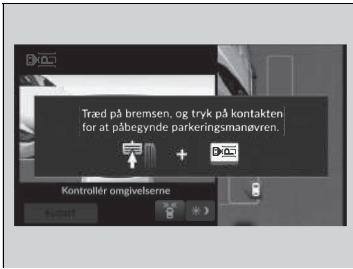 Træd på bremsen, og tryk på kontakten
for at påbegynde parkeringsmanøvren.
+
Kontrollér omgivelserne